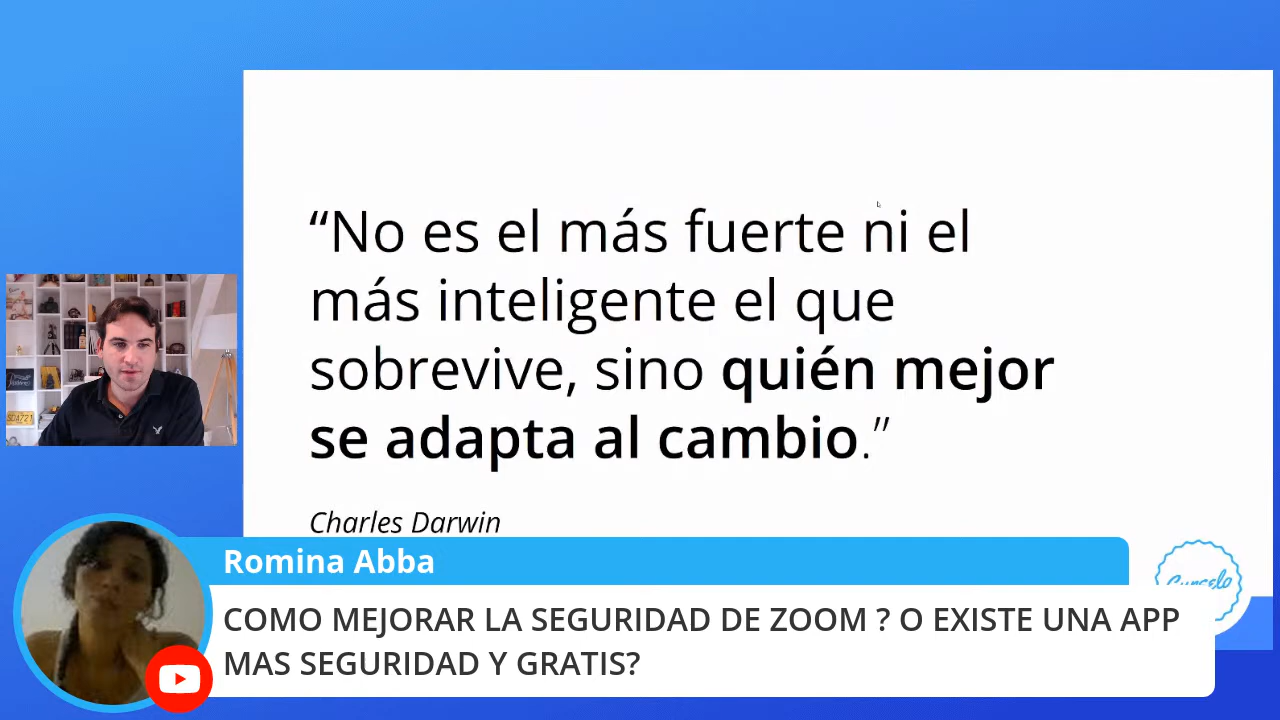 “No es el más fuerte ni el
más inteligente el que
sobrevive, sino quién mejor
se adapta al cambio.”
Charles Darwin
Romina Abba
COMO MEJORAR LA SEGURIDAD DE ZOOM ? O EXISTE UNA APP
MAS SEGURIDAD Y GRATIS?